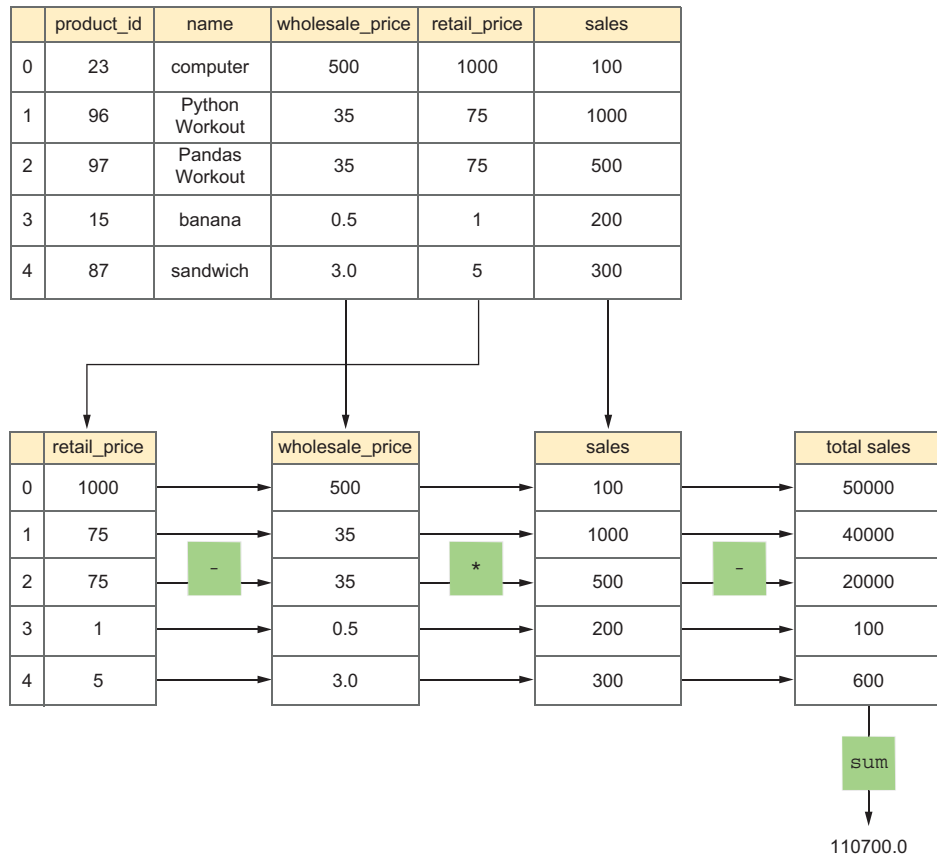 product_id name wholesale_price retail_price sales
0 23 computer 500 1000 100
1 96 Python Workout 35 75 1000
2 97 Pandas Workout 35 75 500
3 15 banana 0.5 1 200
4 87 sandwich 3.0 5 300
retail_price wholesale_price sales total sales
0 1000 500 100 50000
1 75 35 1000 40000
- * -
2 75 35 500 20000
3 1 0.5 200 100
4 5 3.0 300 600
sum
110700.0